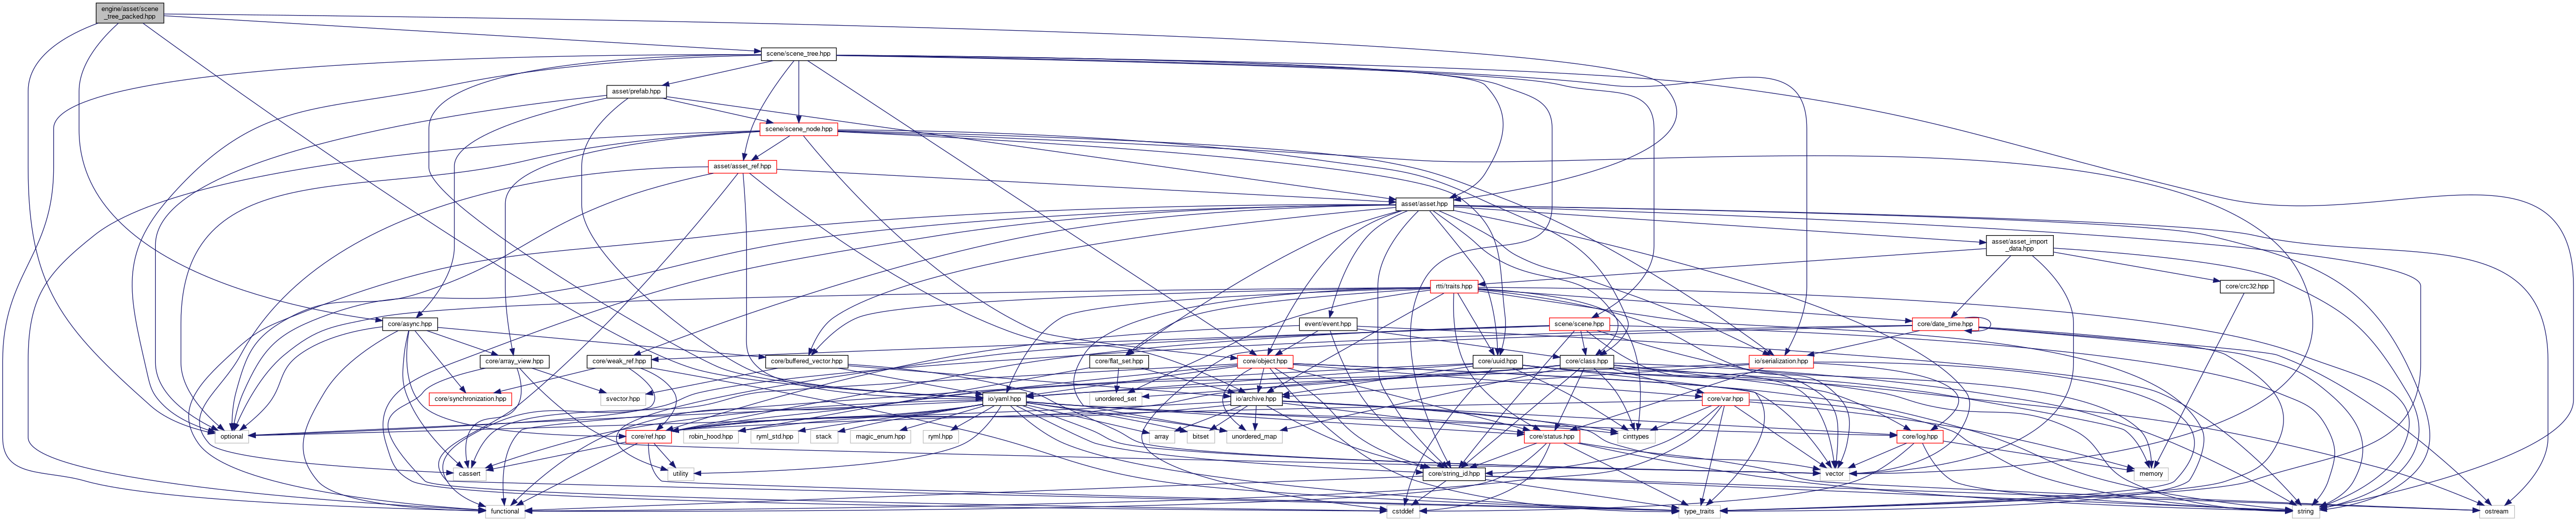 engine/asset/scene
_tree_packed.hpp
scene/scene_tree.hpp
asset/prefab.hpp
scene/scene_node.hpp
asset/asset_ref.hpp
asset/asset.hpp
asset/asset_import
_data.hpp
rtti/traits.hpp
core/crc32.hpp
core/async.hpp
event/event.hpp
scene/scene.hpp
core/date_time.hpp
core/array_view.hpp
core/weak_ref.hpp
core/buffered_vector.hpp
core/flat_set.hpp
core/object.hpp
core/uuid.hpp
core/class.hpp
io/serialization.hpp
core/synchronization.hpp
svector.hpp
io/yaml.hpp
unordered_set
io/archive.hpp
core/var.hpp
optional
core/ref.hpp
robin_hood.hpp
ryml_std.hpp
stack
magic_enum.hpp
ryml.hpp
array
bitset
unordered_map
core/status.hpp
cinttypes
core/log.hpp
cassert
utility
core/string_id.hpp
vector
memory
functional
cstddef
type_traits
string
ostream